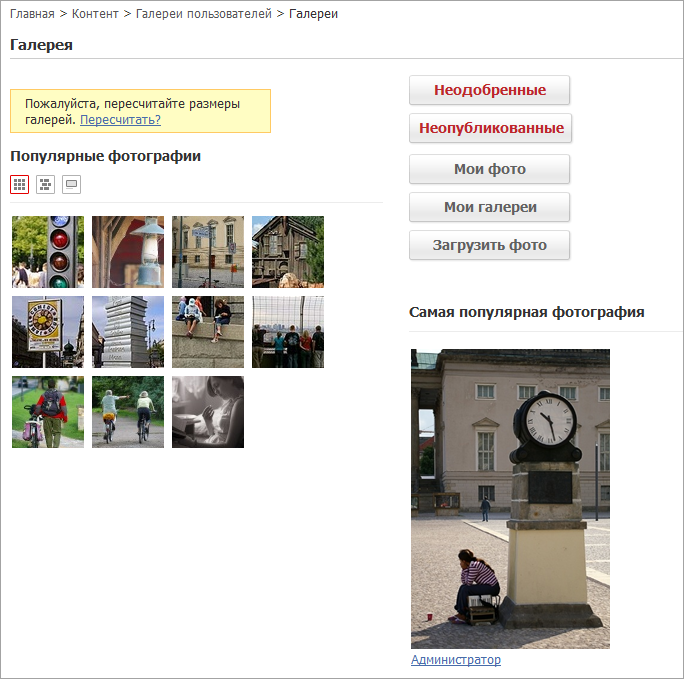 Главная > Контент > Галереи пользователей > Галереи
Галерея
Пожалуйста, пересчитайте размеры
галерей. Пересчитать?
Популярные фотографии
Неодобренные
Неопубликованные
Мои фото
Мои галереи
Загрузить фото
Самая популярная фотография
Администратор